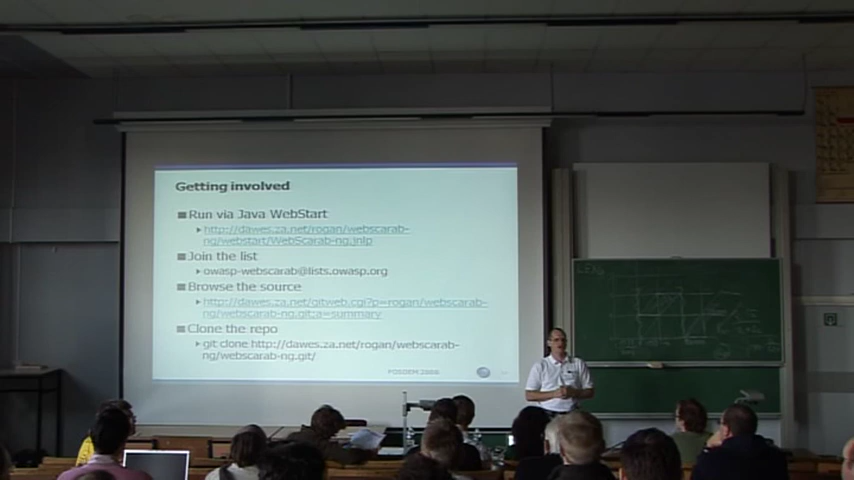 Getting involved
Run via Java WebStart
http://dawes.za.net/rogan/webscarab-
ng/webstart/WebScarab-ng.jnlp
Join the list
owasp-webscarab@lists.owasp.org
Browse the source
http://dawes.za.net/gitweb.cgi?p=rogan/webscarab-
ng/webscarab-ng.git;a=summary
Clone the repo
git clone http://dawes.za.net/rogan/webscarab-
ng/webscarab-ng.git/
FOSDEM 2008